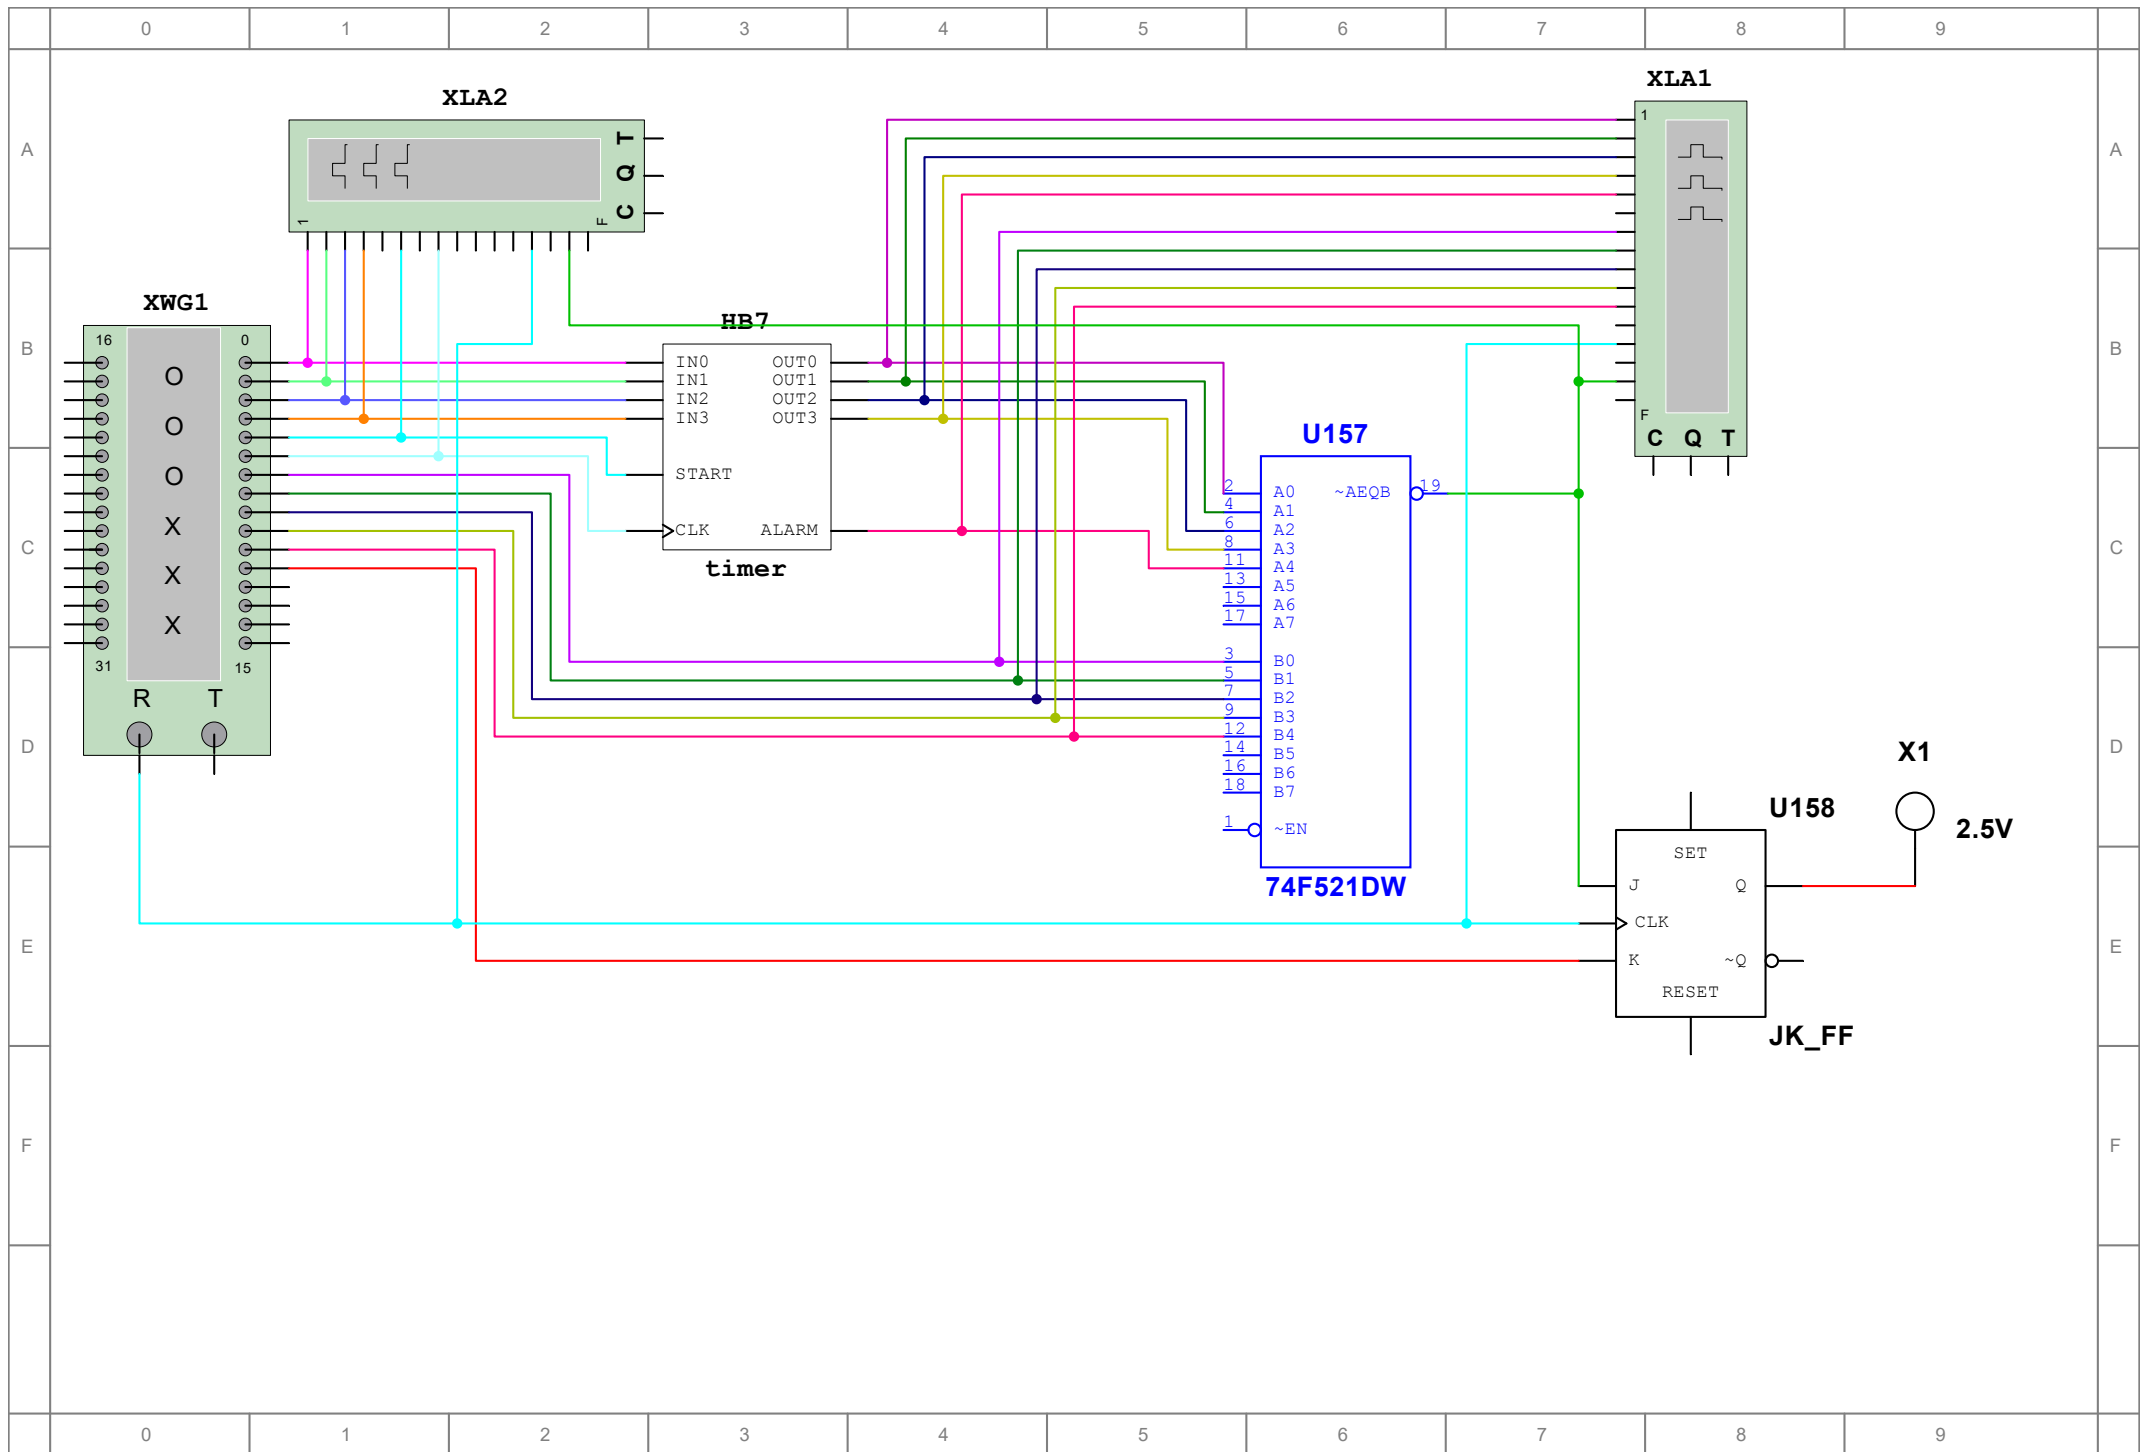 0 1 2 3 4 5 6 7 8 9
XLA1
XLA2
A
T
Q
C
1
F
1
F
C Q T
A
B
XWG1
16 0
O
O
O
X
X
X
31 15
R T
HB7
IN0 OUT0
IN1 OUT1
IN2 OUT2
IN3 OUT3
START
CLK ALARM
timer
B
C
U157
2 A0 ~AEQB 19
4 A1
6 A2
8 A3
11 A4
13 A5
15 A6
17 A7
3 B0
5 B1
7 B2
9 B3
12 B4
14 B5
16 B6
18 B7
1 ~EN
74F521DW
C
D
X1
2.5V
U158
SET
J Q
CLK
K ~Q
RESET
JK_FF
D
E
E
F
F
0 1 2 3 4 5 6 7 8 9